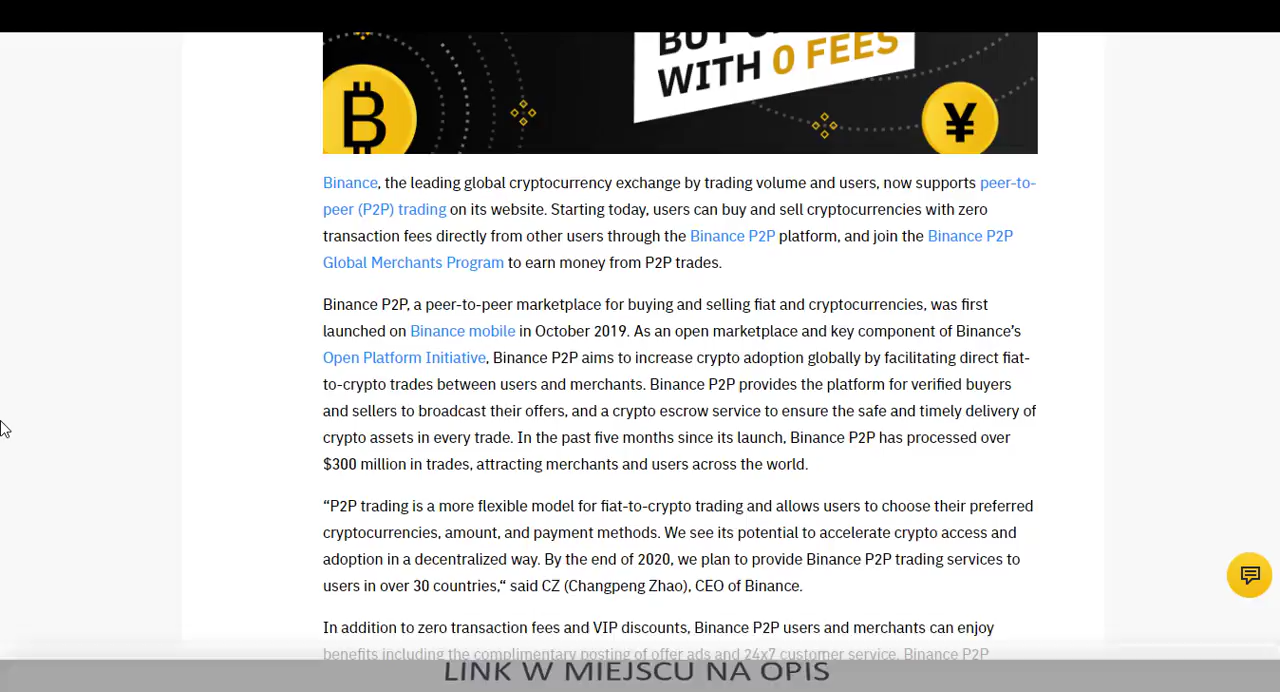 WITH 0 FEES
Binance, the leading global cryptocurrency exchange by trading volume and users, now supports peer-to-
peer (P2P) trading on its website. Starting today, users can buy and sell cryptocurrencies with zero
transaction fees directly from other users through the Binance P2P platform, and join the Binance P2P
Global Merchants Program to earn money from P2P trades.
Binance P2P, a peer-to-peer marketplace for buying and selling fiat and cryptocurrencies, was first
launched on Binance mobile in October 2019. As an open marketplace and key component of Binance’s
Open Platform Initiative, Binance P2P aims to increase crypto adoption globally by facilitating direct fiat-
to-crypto trades between users and merchants. Binance P2P provides the platform for verified buyers
and sellers to broadcast their offers, and a crypto escrow service to ensure the safe and timely delivery of
crypto assets in every trade. In the past five months since its launch, Binance P2P has processed over
$300 million in trades, attracting merchants and users across the world.
“P2P trading is a more flexible model for fiat-to-crypto trading and allows users to choose their preferred
cryptocurrencies, amount, and payment methods. We see its potential to accelerate crypto access and
adoption in a decentralized way. By the end of 2020, we plan to provide Binance P2P trading services to
users in over 30 countries,“ said CZ (Changpeng Zhao), CEO of Binance.
In addition to zero transaction fees and VIP discounts, Binance P2P users and merchants can enjoy
benefits including the complimentary posting of offer ads and 24x7 customer service. Binance P2P
LINK W MIEJSCU NA OPIS